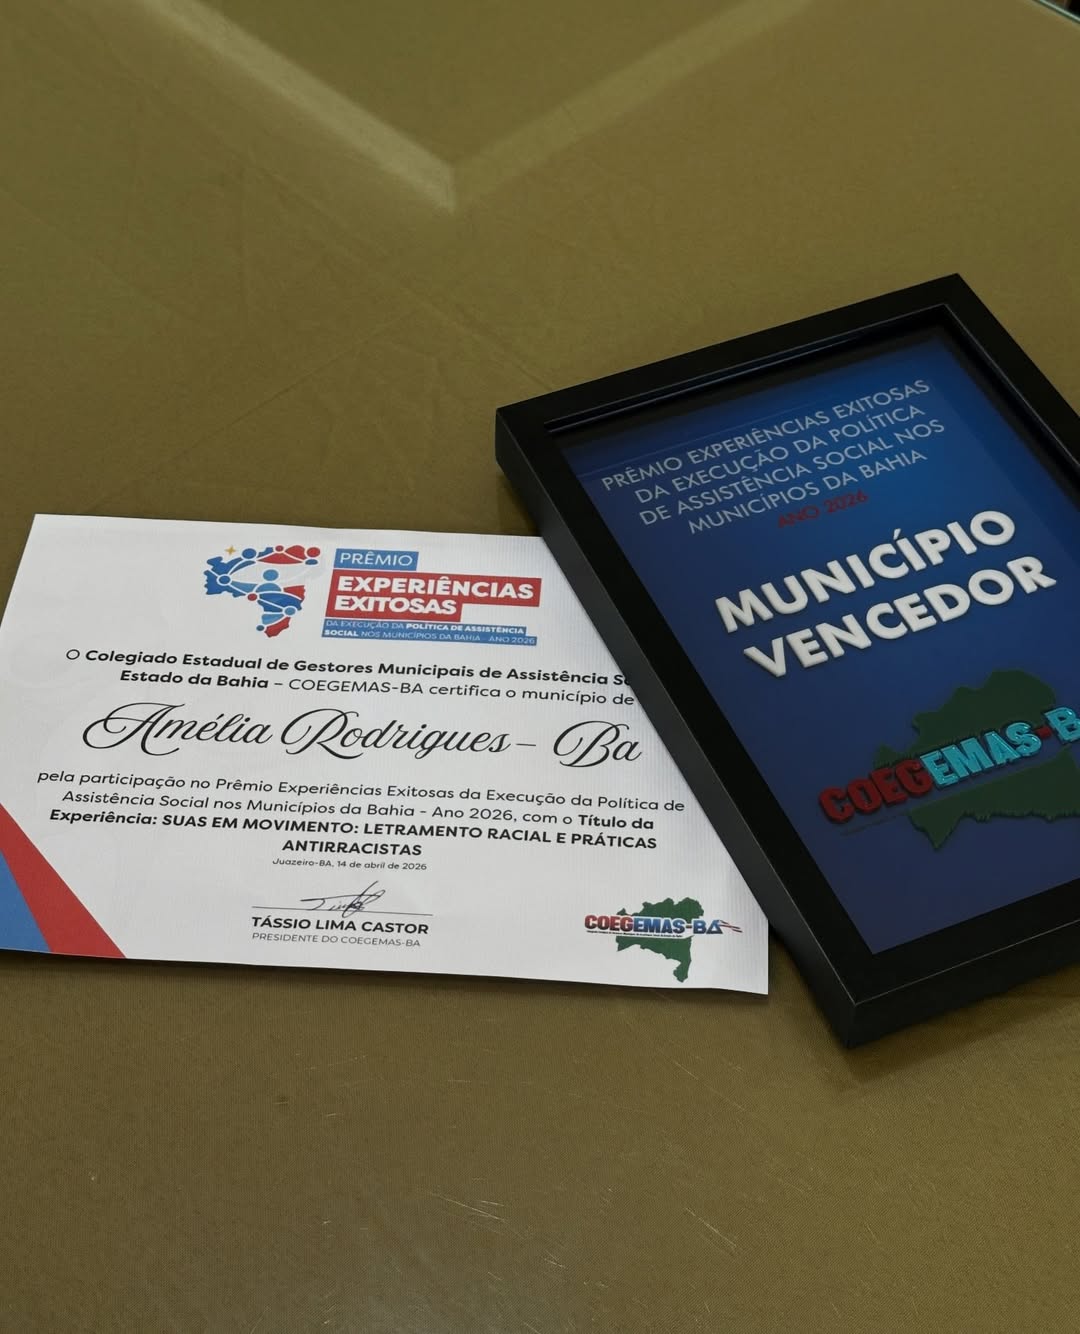 PRÊMIO
EXPERIÊNCIAS
EXITOSAS
DA EXECUÇÃO DA POLÍTICA DE ASSISTÊNCIA
SOCIAL NOS MUNICÍPIOS DA BAHIA - ANO 2026
O Colegiado Estadual de Gestores Municipais de Assistência
Estado da Bahia – COEGEMAS-BA certifica o município de
Amélia Rodrigues – Ba
pela participação no Prêmio Experiências Exitosas da Execução da Política de
Assistência Social nos Municípios da Bahia - Ano 2026, com o Título da
Experiência: SUAS EM MOVIMENTO: LETRAMENTO RACIAL E PRÁTICAS
ANTIRRACISTAS
Juazeiro-BA, 14 de abril de 2026
TÁSSIO LIMA CASTOR
PRESIDENTE DO COEGEMAS-BA
COEGEMAS-BA
PRÊMIO EXPERIÊNCIAS EXITOSAS
DA EXECUÇÃO DA POLÍTICA
DE ASSISTÊNCIA SOCIAL NOS
MUNICÍPIOS DA BAHIA
ANO 2026
MUNICÍPIO
VENCEDOR
COEGEMAS-B